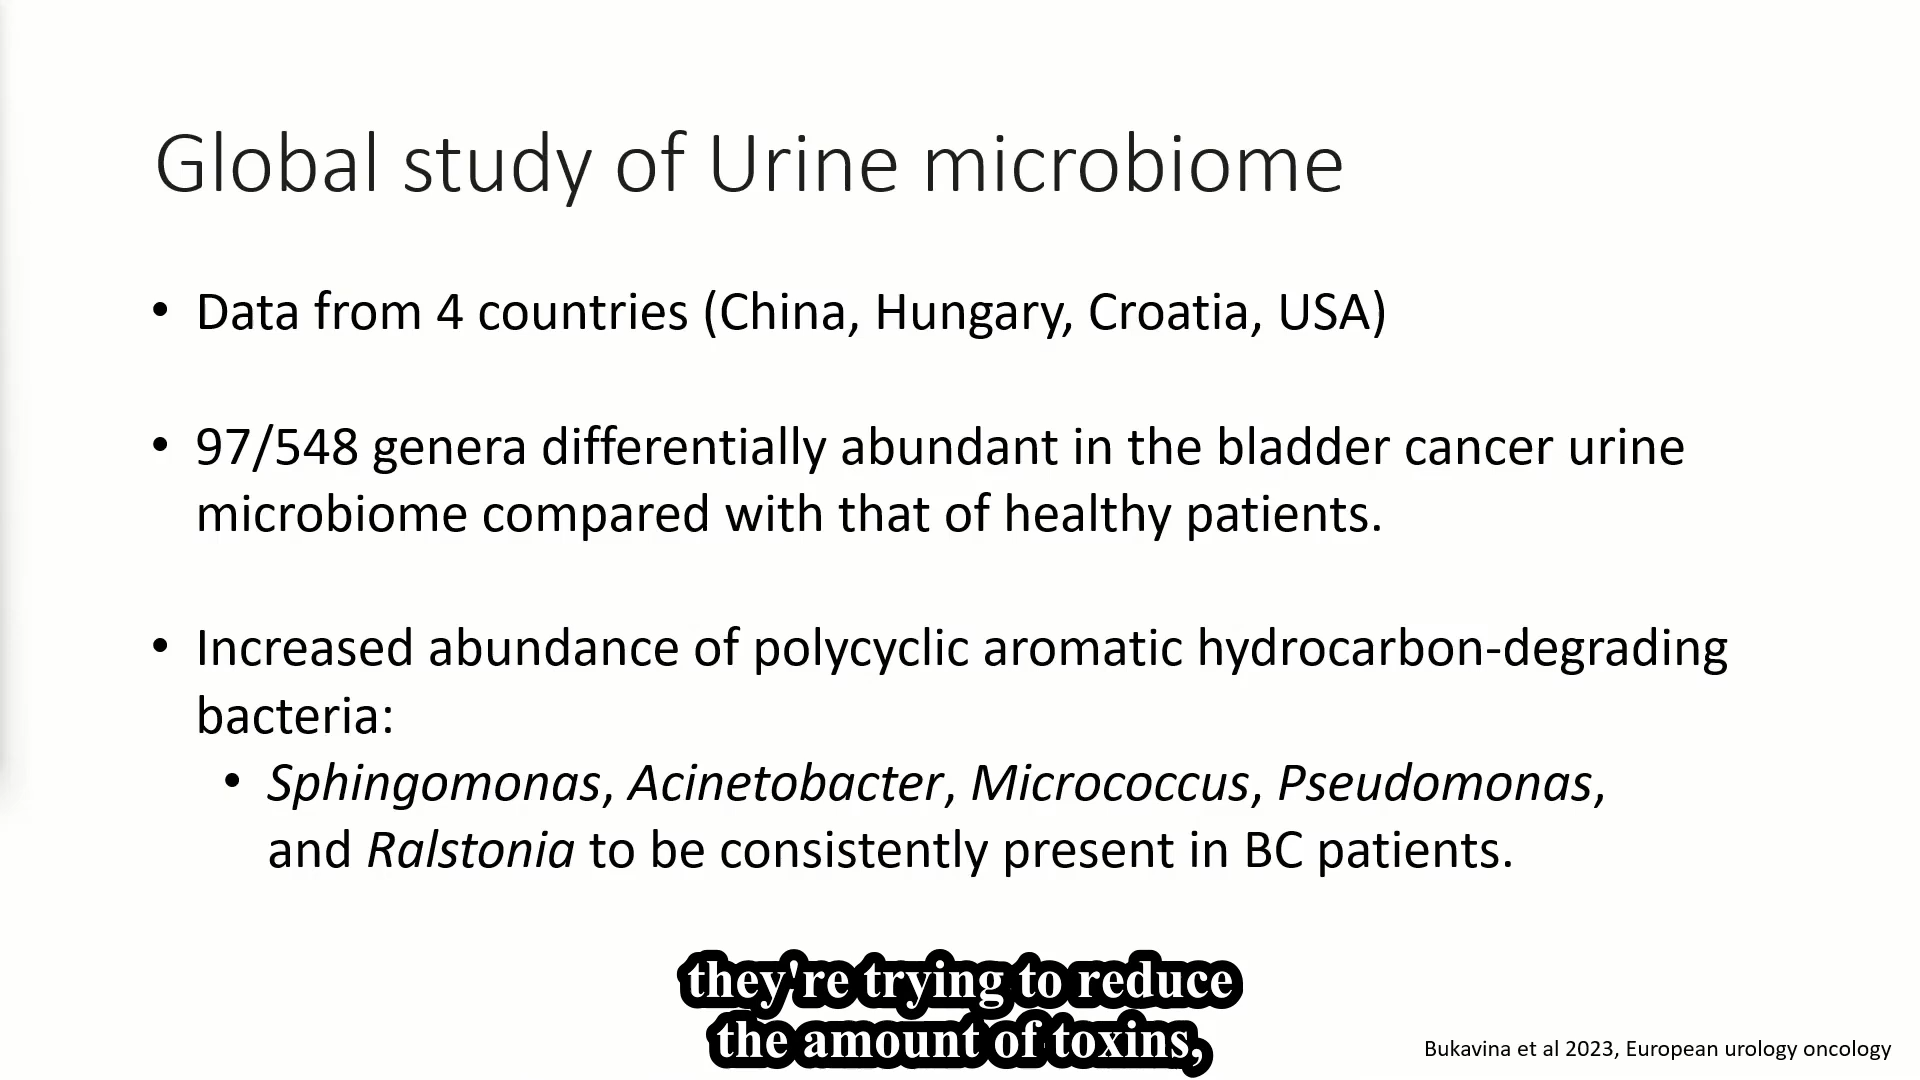 Global study of Urine microbiome
• Data from 4 countries (China, Hungary, Croatia, USA)
• 97/548 genera differentially abundant in the bladder cancer urine
microbiome compared with that of healthy patients.
• Increased abundance of polycyclic aromatic hydrocarbon-degrading
bacteria:
• Sphingomonas, Acinetobacter, Micrococcus, Pseudomonas,
and Ralstonia to be consistently present in BC patients.
they're trying to reduce
the amount of toxins,
Bukavina et al 2023, European urology oncology